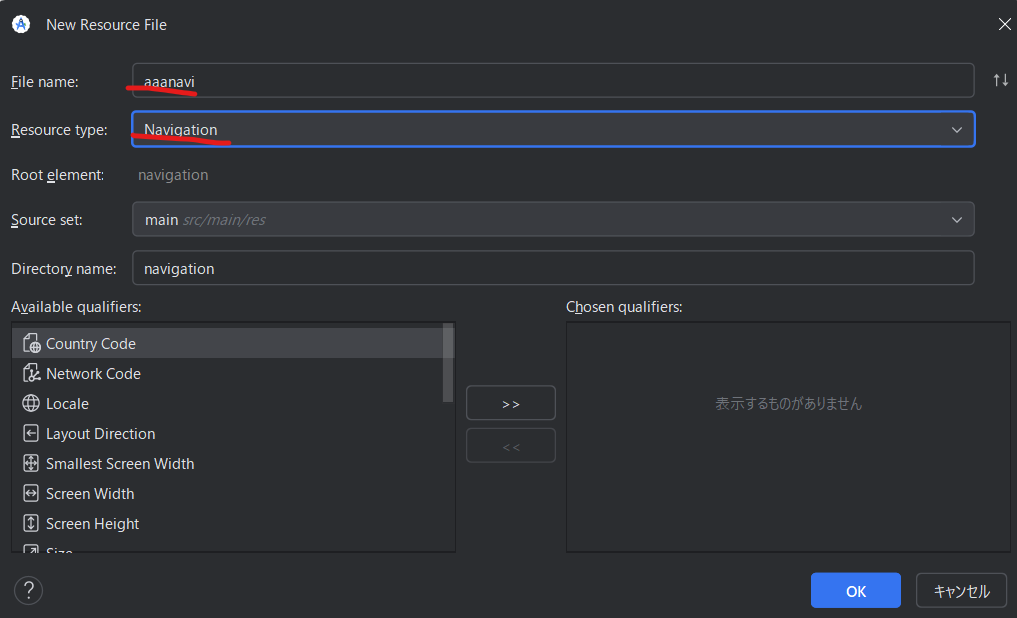 New Resource File
File name:
aaanavi
Resource type:
Navigation
Root element:
navigation
Source set:
main src/main/res
Directory name:
navigation
Available qualifiers:
Chosen qualifiers:
Country Code
Network Code
Locale
Layout Direction
Smallest Screen Width
Screen Width
Screen Height
Size
>>
<<
表示するものがありません
?
OK
キャンセル